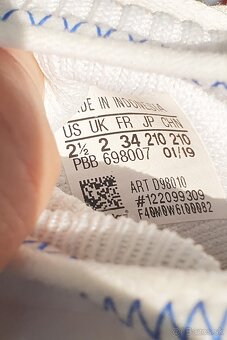 DE IN INDONESIA
US UK FR JP CHN
2½ 2 34 210 210
PBB 698007 01/19
ART D98010
#122099309
F40M0W6100082